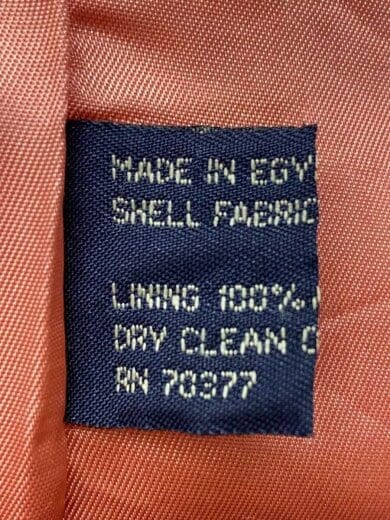 MADE IN EGY
SHELL FABRIC
LINING 100%
DRY CLEAN
RN 70377